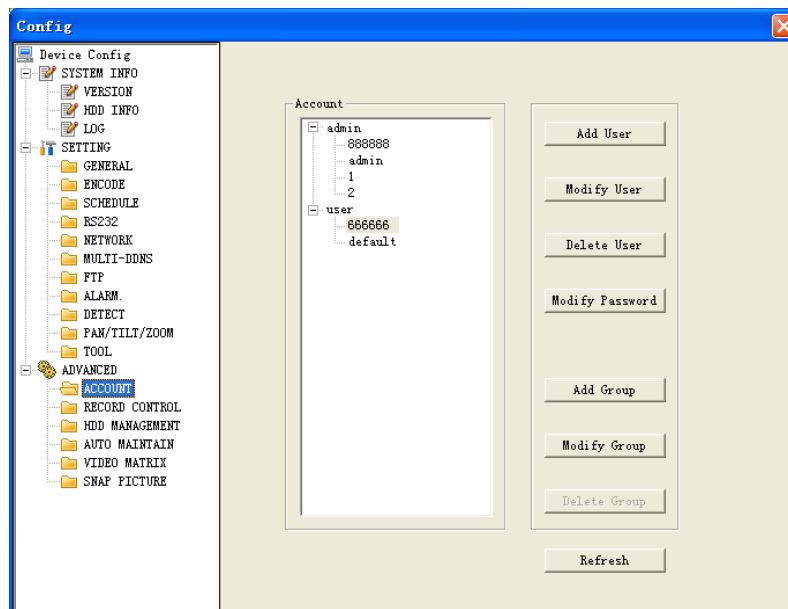 Config
Device Config
SYSTEM INFO
VERSION
HDD INFO
LOG
SETTING
GENERAL
ENCODE
SCHEDULE
RS232
NETWORK
MULTI-DDNS
FTP
ALARM.
DETECT
PAN/TILT/ZOOM
TOOL
ADVANCED
ACCOUNT
RECORD CONTROL
HDD MANAGEMENT
AUTO MAINTAIN
VIDEO MATRIX
SNAP PICTURE
Account
admin
888888
admin
1
2
user
666666
default
Add User
Modify User
Delete User
Modify Password
Add Group
Modify Group
Delete Group
Refresh